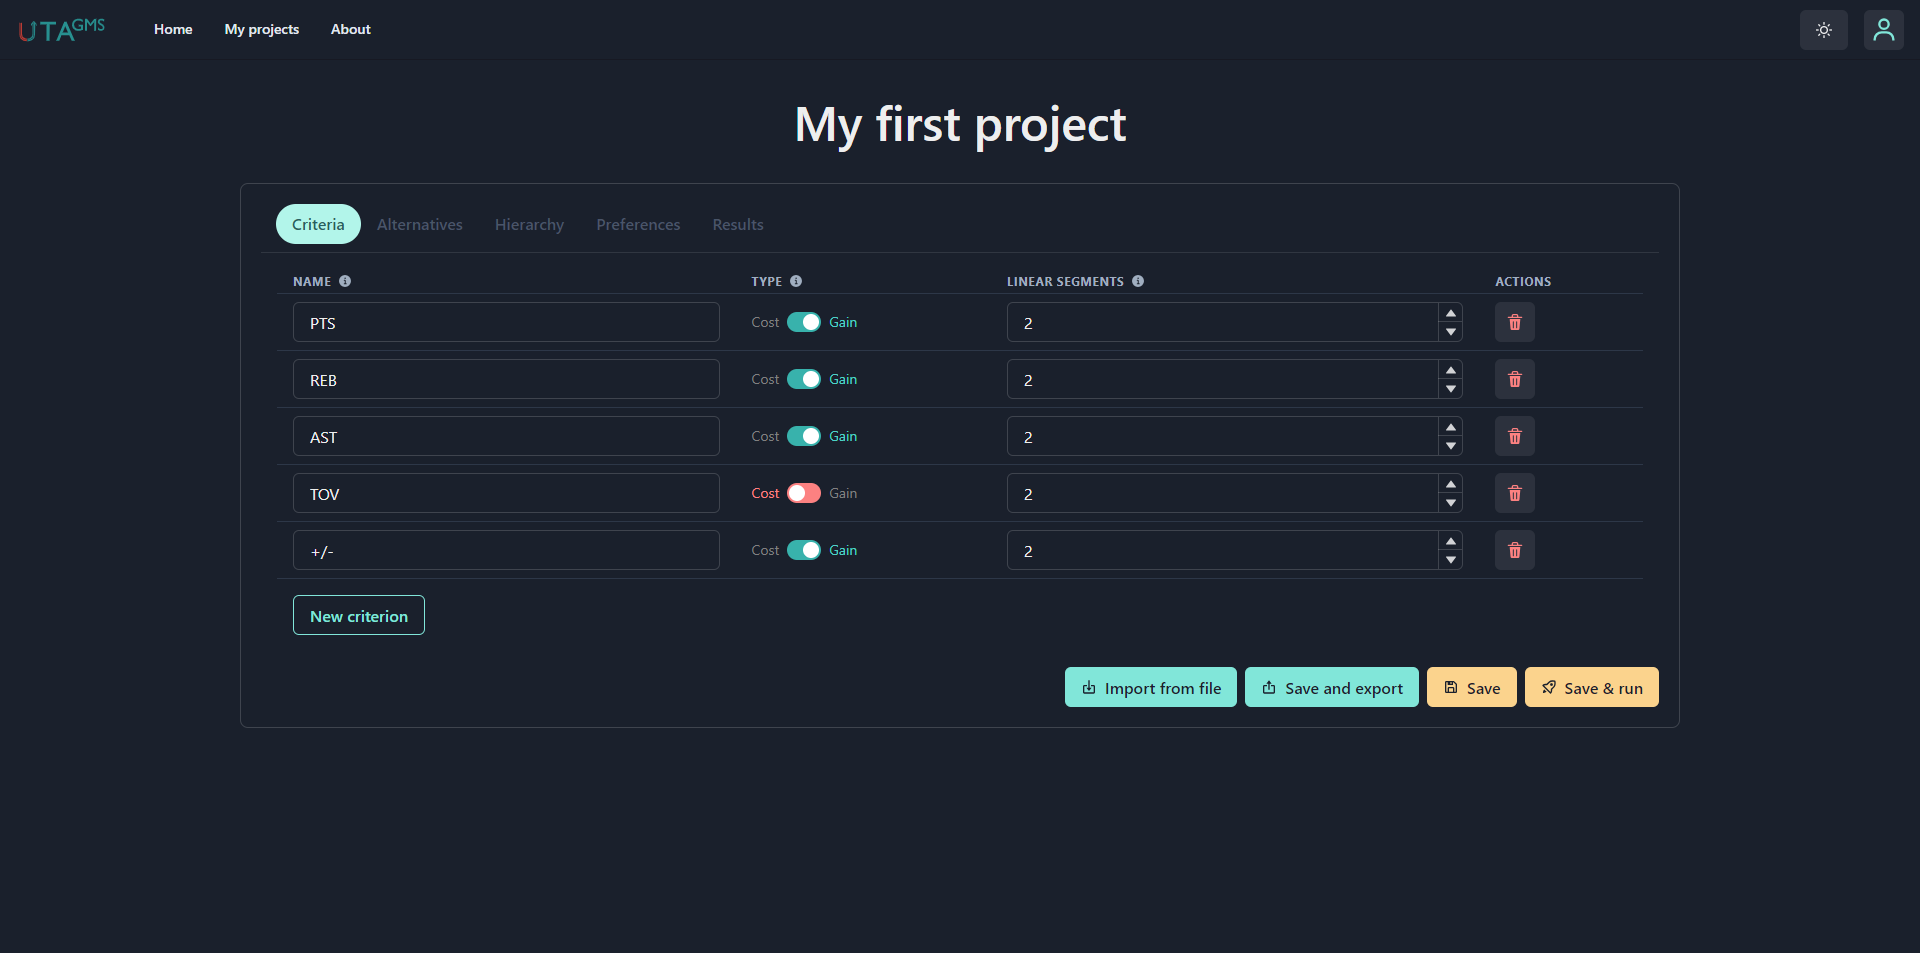 UTAGMS Home My projects About
My first project
Criteria Alternatives Hierarchy Preferences Results
NAME TYPE LINEAR SEGMENTS ACTIONS
PTS Cost Gain 2
REB Cost Gain 2
AST Cost Gain 2
TOV Cost Gain 2
+/- Cost Gain 2
New criterion
Import from file Save and export Save Save & run